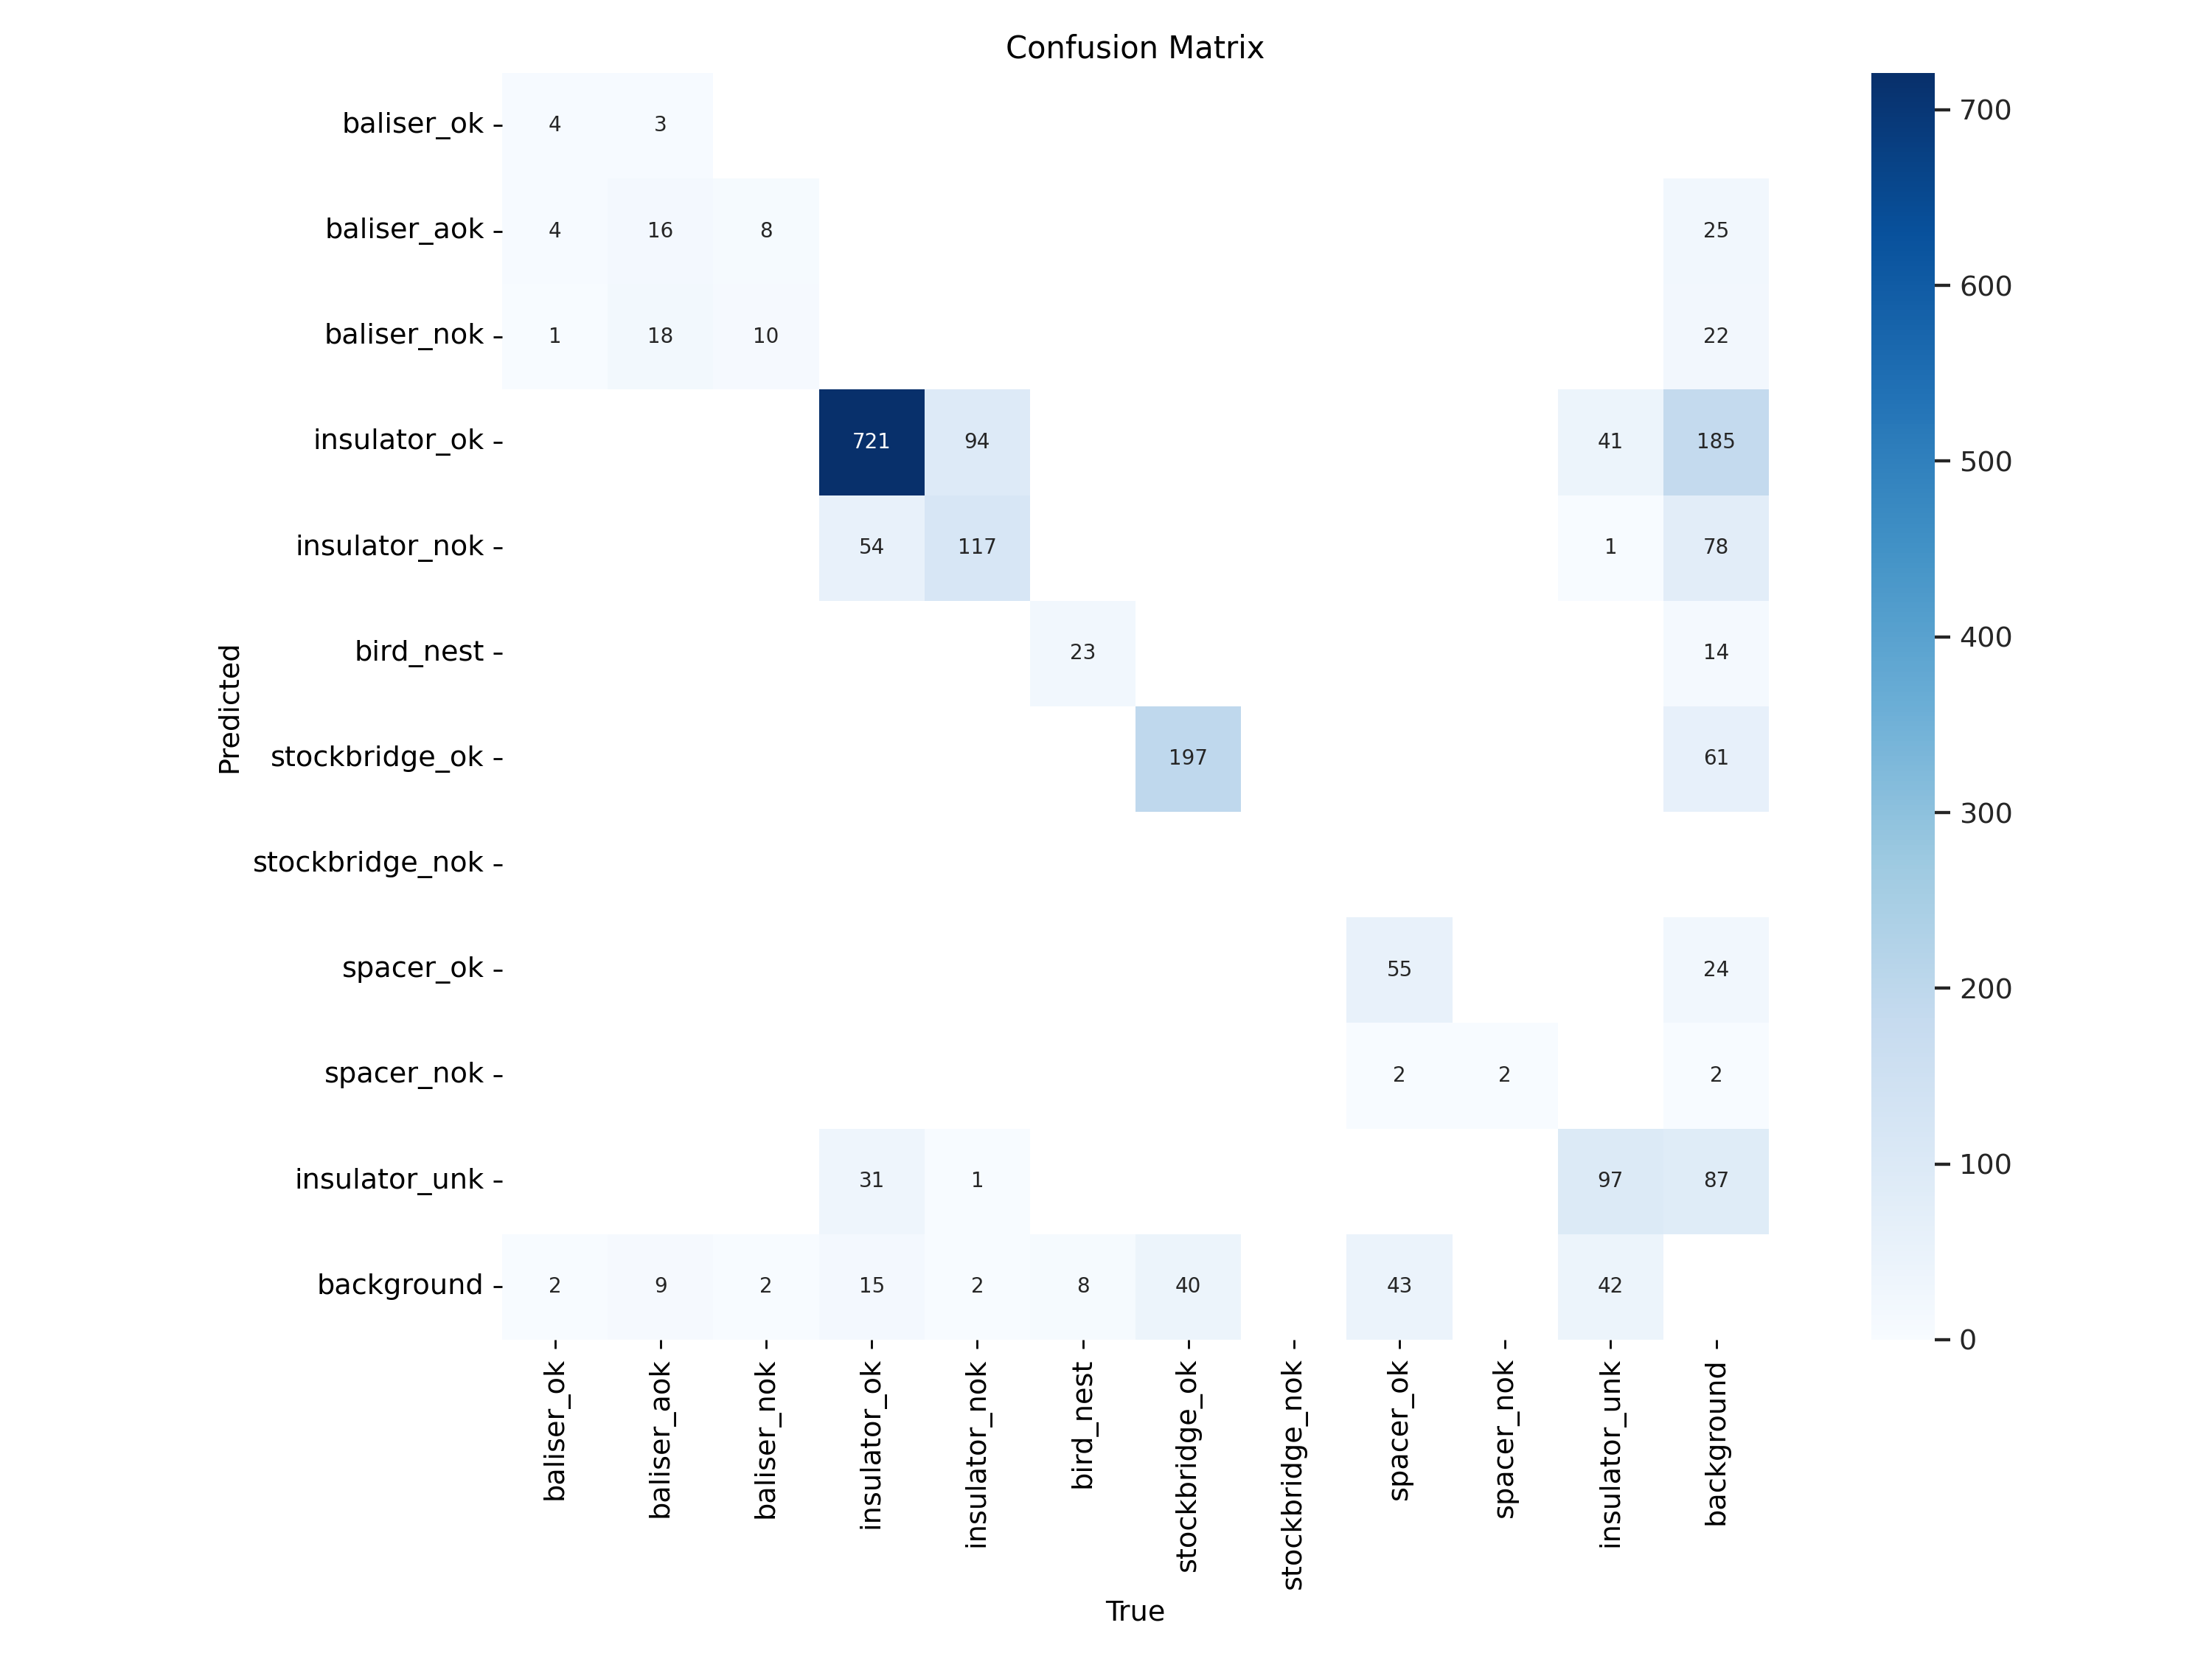 Confusion Matrix
baliser_ok 4 3
baliser_aok 4 16 8 25
baliser_nok 1 18 10 22
insulator_ok 721 94 41 185
insulator_nok 54 117 1 78
bird_nest 23 14
stockbridge_ok 197 61
stockbridge_nok
spacer_ok 55 24
spacer_nok 2 2 2
insulator_unk 31 1 97 87
background 2 9 2 15 2 8 40 43 42
Predicted
baliser_ok
baliser_aok
baliser_nok
insulator_ok
insulator_nok
bird_nest
stockbridge_ok
stockbridge_nok
spacer_ok
spacer_nok
insulator_unk
background
True
700
600
500
400
300
200
100
0